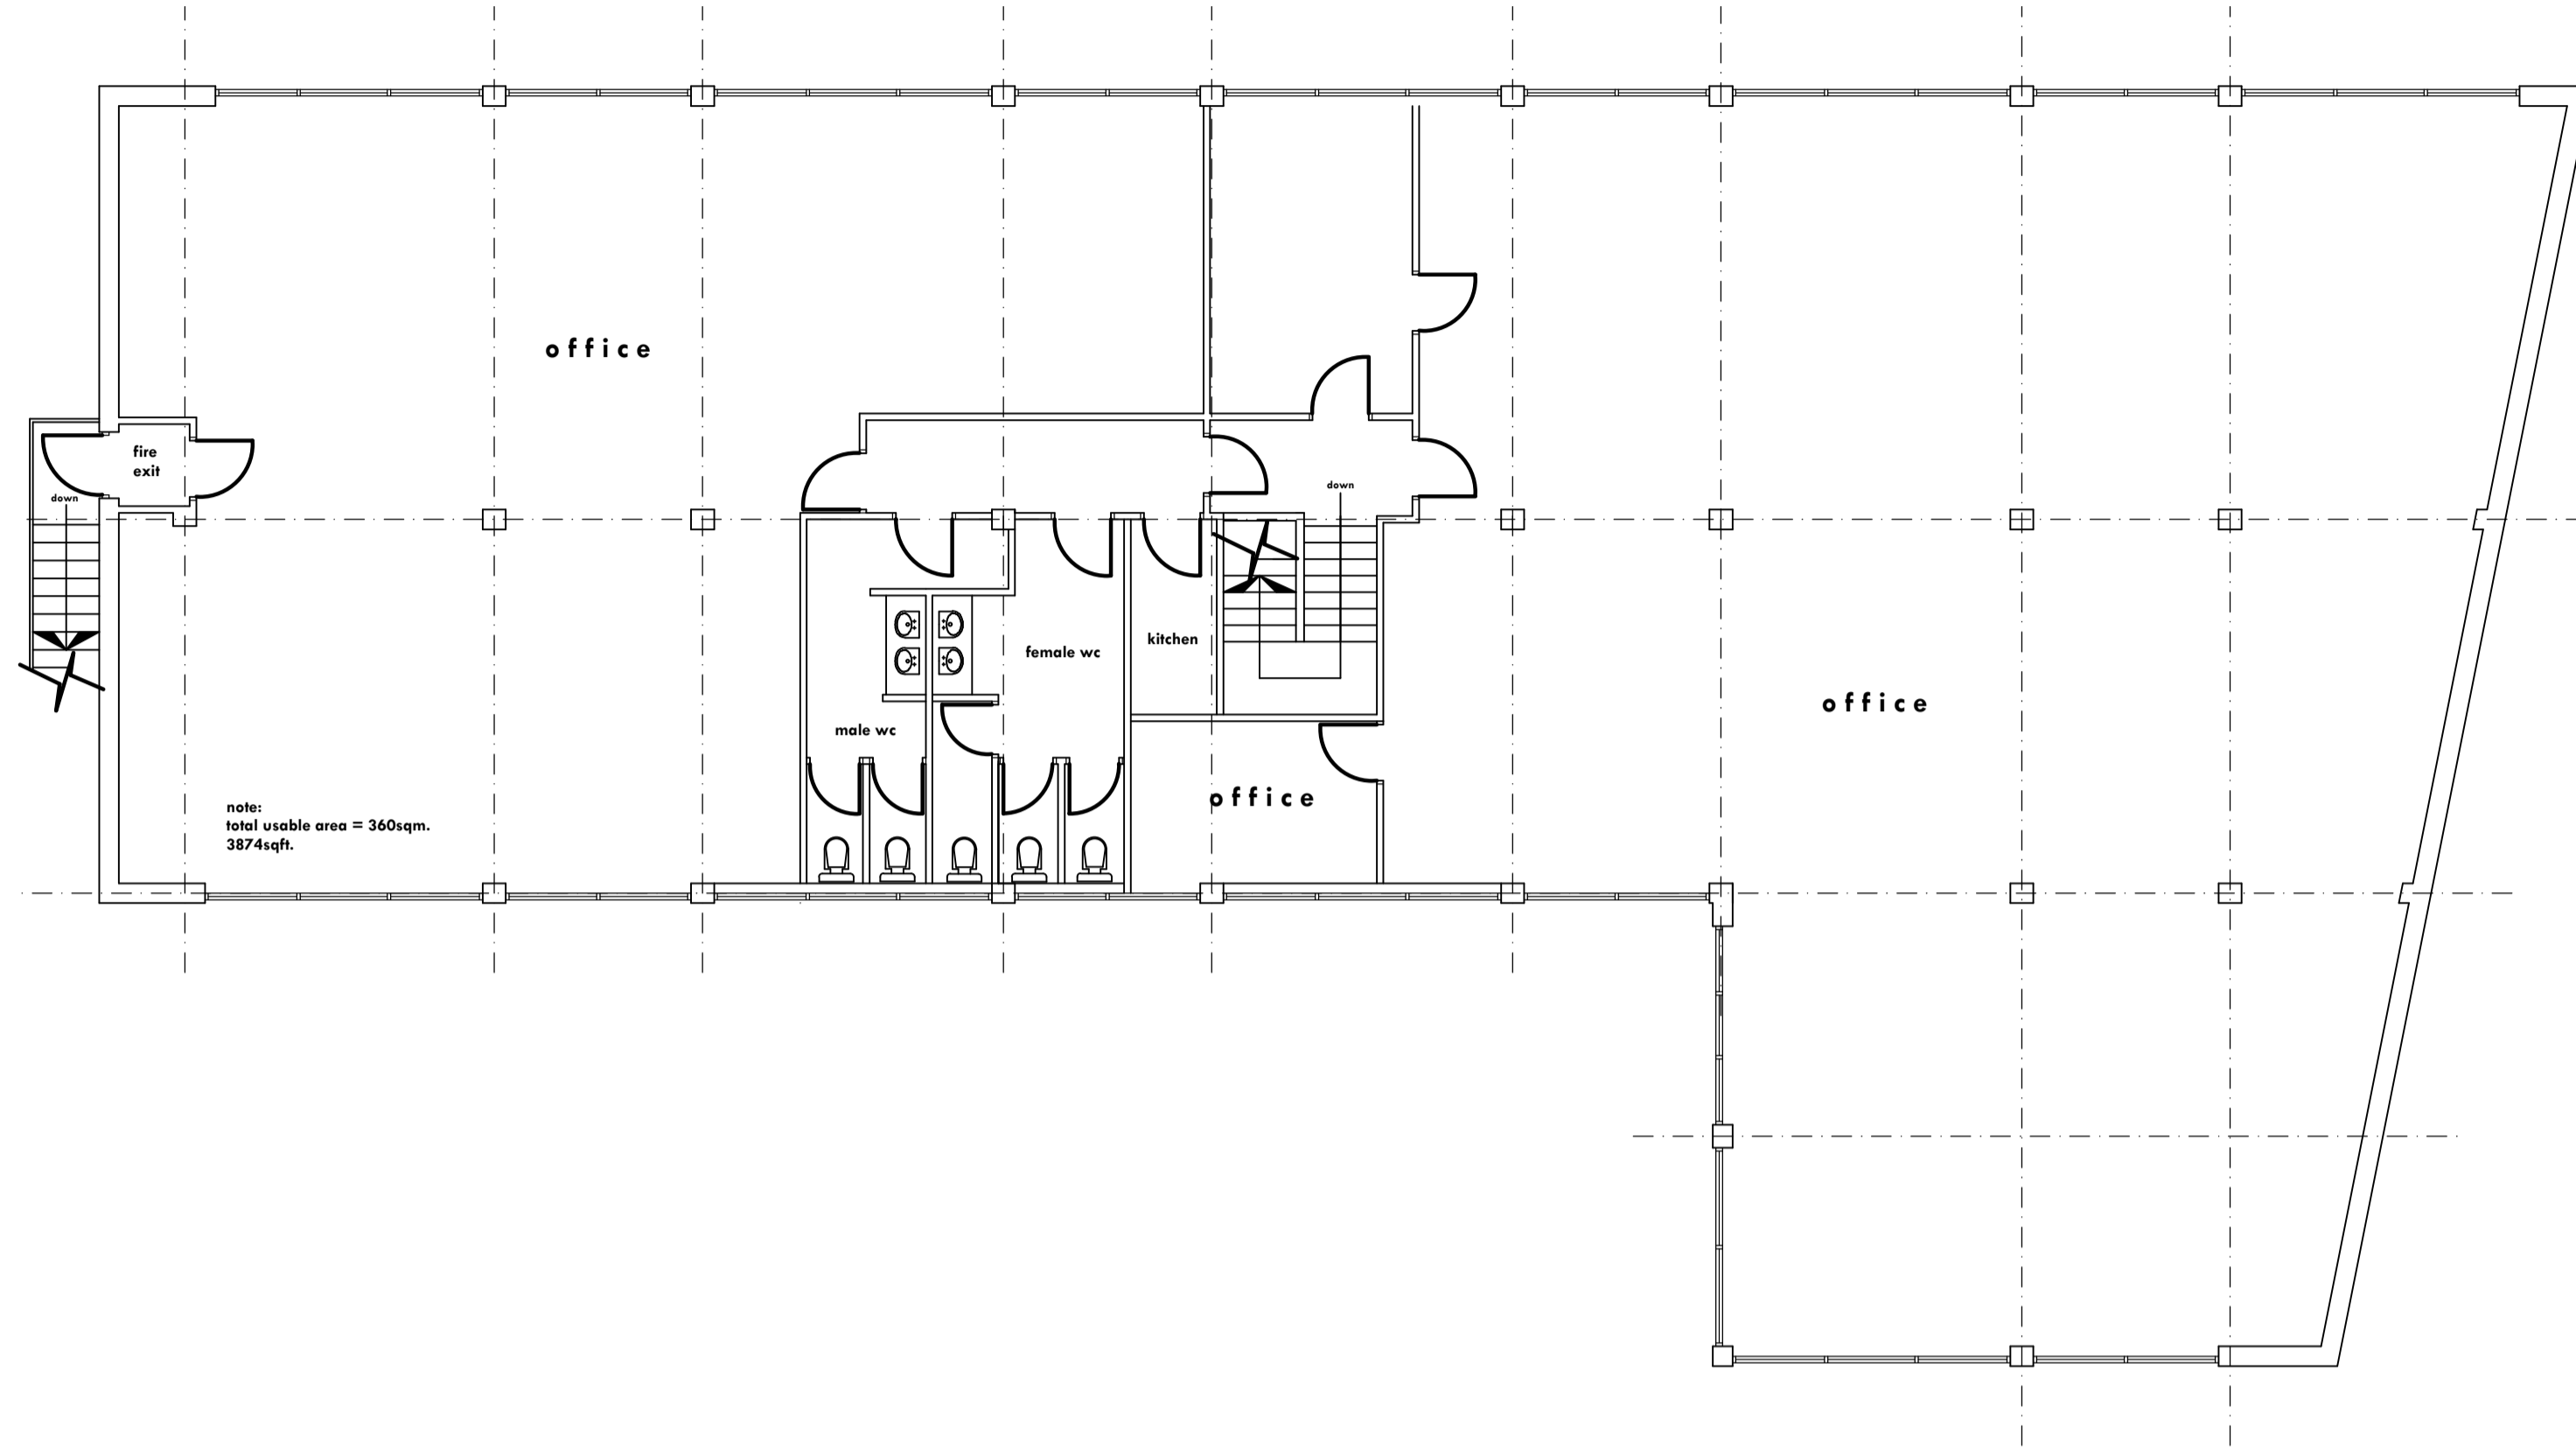 office
fire
exit
down
down
kitchen
female wc
office
male wc
office
note:
total usable area = 360sqm.
3874sqft.